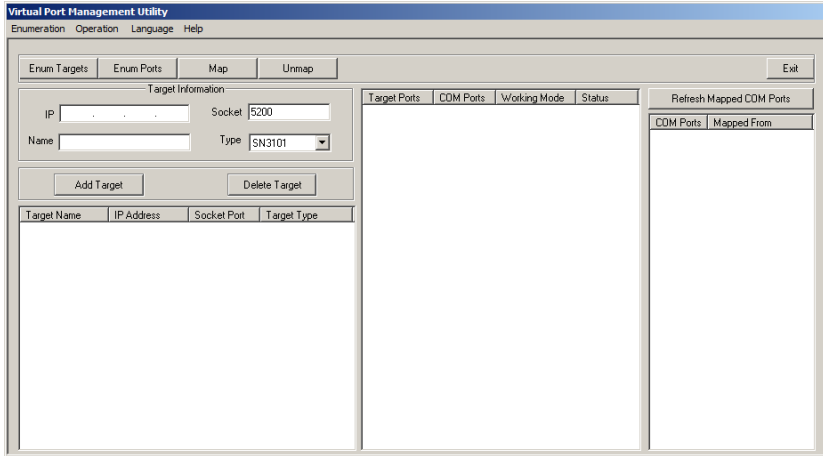 Virtual Port Management Utility
Enumeration Operation Language Help
Enum Targets Enum Ports Map Unmap Exit
Target Information
IP . . . Socket 5200
Name Type SN3101
Add Target Delete Target
Target Name IP Address Socket Port Target Type
Target Ports COM Ports Working Mode Status
Refresh Mapped COM Ports
COM Ports Mapped From